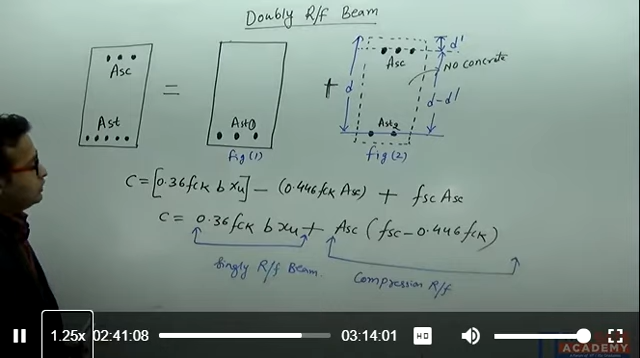 Doubly R/f Beam
Asc
Ast
=
Ast1
fig(1)
+
Asc
d'
NO concrete
d
d-d'
Ast2
fig(2)
C = [0.36fck b xu] - (0.446fck Asc) + fsc Asc
C = 0.36fck b xu + Asc (fsc - 0.446fck)
Singly R/f Beam
Compression R/f
1.25x 02:41:08 03:14:01 HD
ACADEMY